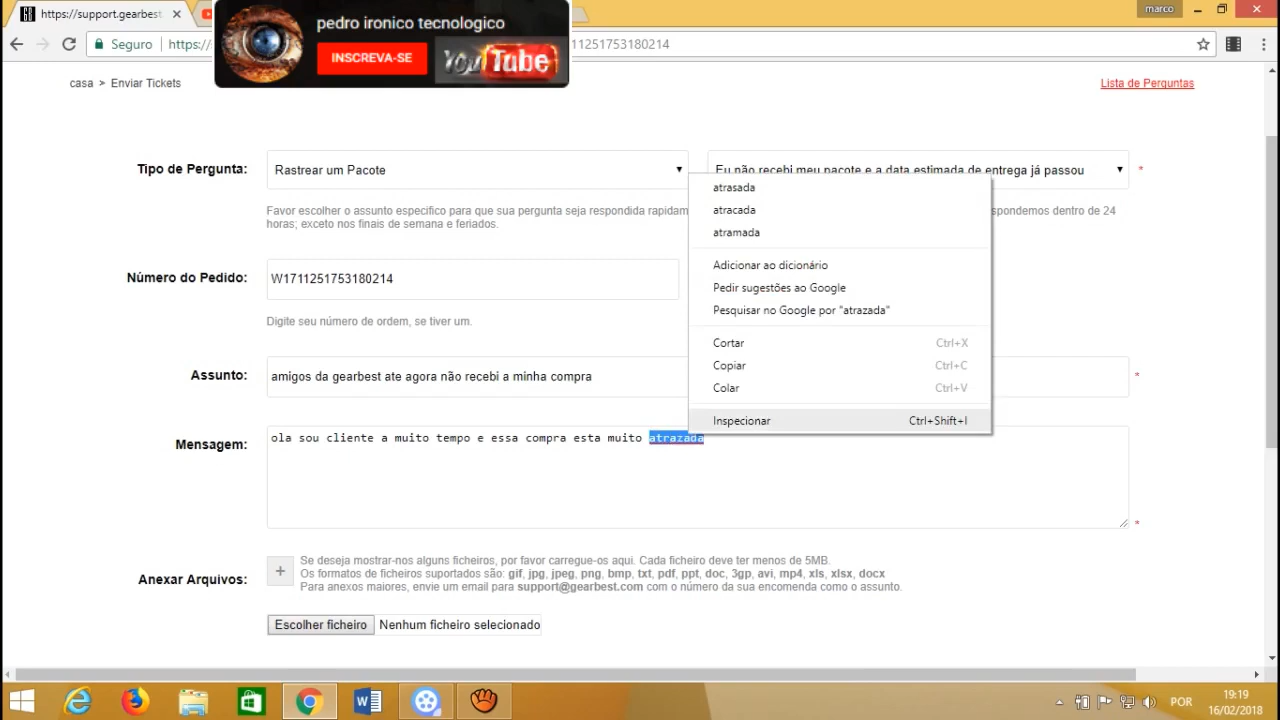 https://support.gearbest
marco
pedro ironico tecnologico
INSCREVA-SE
YouTube
Seguro
https://s
11251753180214
casa > Enviar Tickets
Lista de Perguntas
Tipo de Pergunta:
Rastrear um Pacote
Eu não recebi meu pacote e a data estimada de entrega já passou
*
Favor escolher o assunto especifico para que sua pergunta seja respondida rapidam
spondemos dentro de 24
horas; exceto nos finais de semana e feriados.
atrasada
atracada
atramada
Adicionar ao dicionário
Pedir sugestões ao Google
Pesquisar no Google por "atrazada"
Cortar Ctrl+X
Copiar Ctrl+C
Colar Ctrl+V
Inspecionar Ctrl+Shift+I
Número do Pedido:
W1711251753180214
Digite seu número de ordem, se tiver um.
Assunto:
amigos da gearbest ate agora não recebi a minha compra
*
Mensagem:
ola sou cliente a muito tempo e essa compra esta muito atrazada
*
Anexar Arquivos:
+
Se deseja mostrar-nos alguns ficheiros, por favor carregue-os aqui. Cada ficheiro deve ter menos de 5MB.
Os formatos de ficheiros suportados são: gif, jpg, jpeg, png, bmp, txt, pdf, ppt, doc, 3gp, avi, mp4, xls, xlsx, docx
Para anexos maiores, envie um email para support@gearbest.com com o número da sua encomenda como o assunto.
Escolher ficheiro Nenhum ficheiro selecionado
POR
19:19
16/02/2018